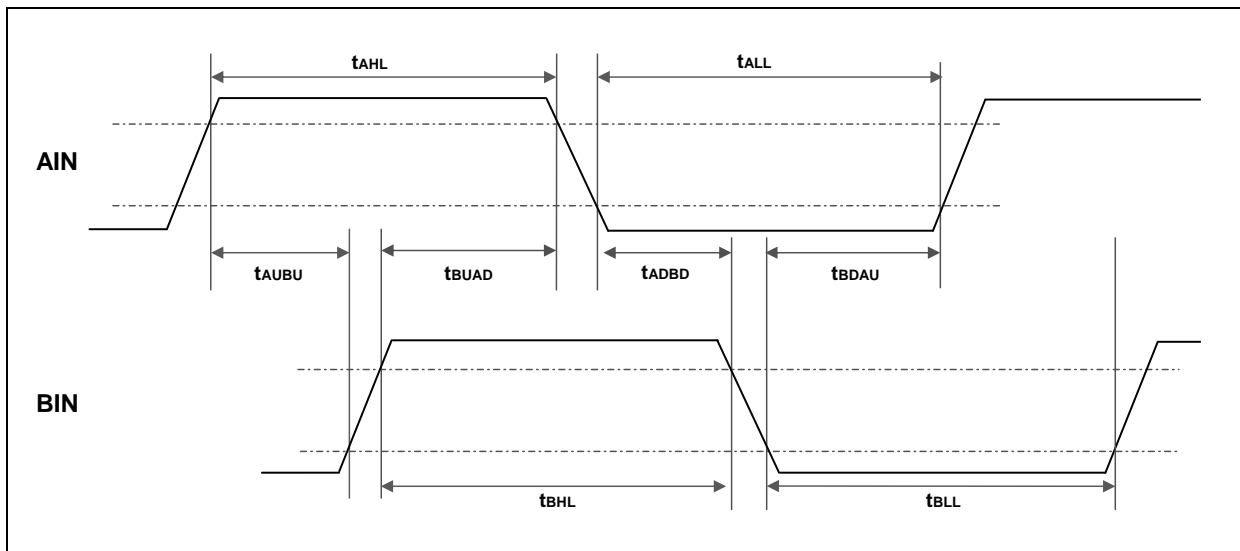 tAHL
tALL
AIN
tAUBU
tBUAD
tADBD
tBDAU
BIN
tBHL
tBLL